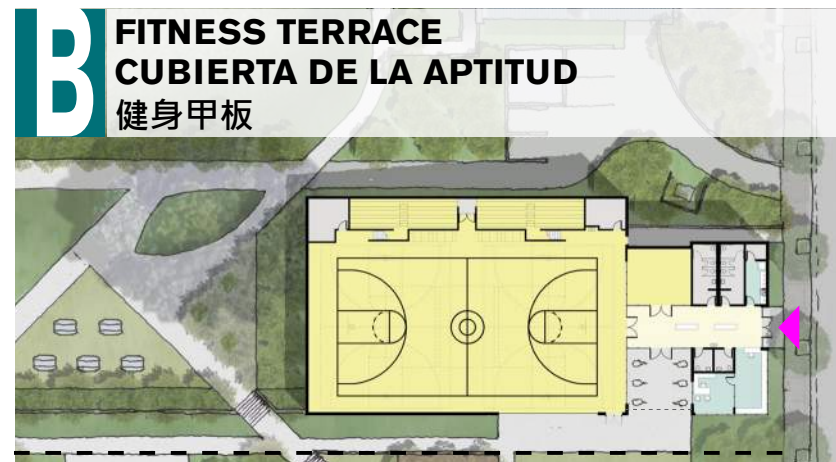 B
FITNESS TERRACE
CUBIERTA DE LA APTITUD
健身甲板